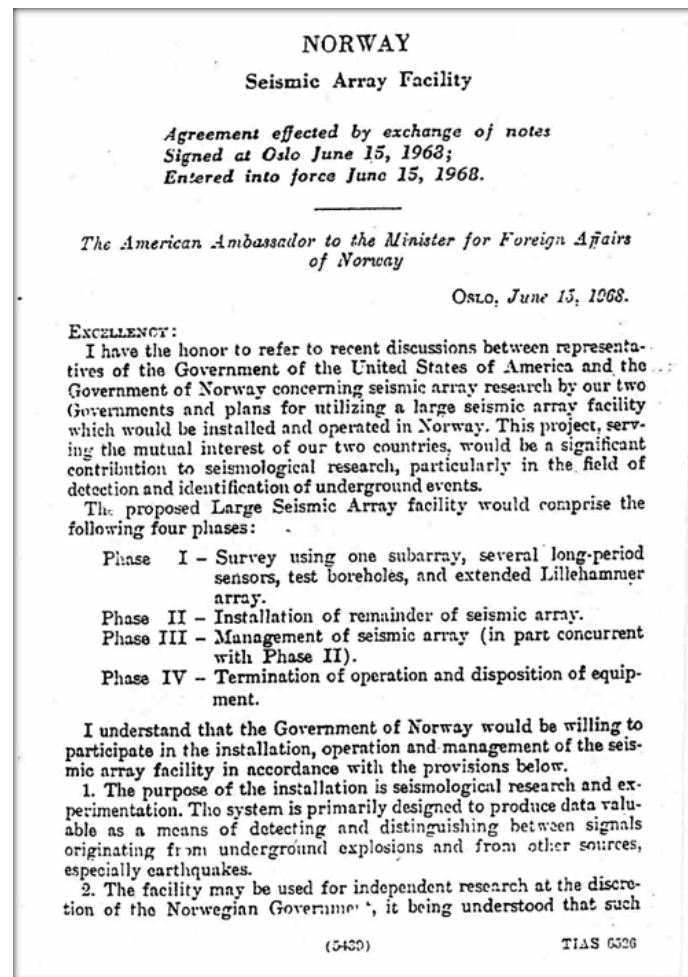 NORWAY
Seismic Array Facility
Agreement effected by exchange of notes
Signed at Oslo June 15, 1968;
Entered into force June 15, 1968.
The American Ambassador to the Minister for Foreign Affairs
of Norway
OSLO, June 15, 1968.
EXCELLENCY:
I have the honor to refer to recent discussions between representa-
tives of the Government of the United States of America and the
Government of Norway concerning seismic array research by our two
Governments and plans for utilizing a large seismic array facility
which would be installed and operated in Norway. This project, serv-
ing the mutual interest of our two countries, would be a significant
contribution to seismological research, particularly in the field of
detection and identification of underground events.
The proposed Large Seismic Array facility would comprise the
following four phases:
Phase I – Survey using one subarray, several long-period
sensors, test boreholes, and extended Lillehammer
array.
Phase II – Installation of remainder of seismic array.
Phase III – Management of seismic array (in part concurrent
with Phase II).
Phase IV – Termination of operation and disposition of equip-
ment.
I understand that the Government of Norway would be willing to
participate in the installation, operation and management of the seis-
mic array facility in accordance with the provisions below.
1. The purpose of the installation is seismological research and ex-
perimentation. The system is primarily designed to produce data valu-
able as a means of detecting and distinguishing between signals
originating from underground explosions and from other sources,
especially earthquakes.
2. The facility may be used for independent research at the discre-
tion of the Norwegian Government, it being understood that such
TIAS 6526